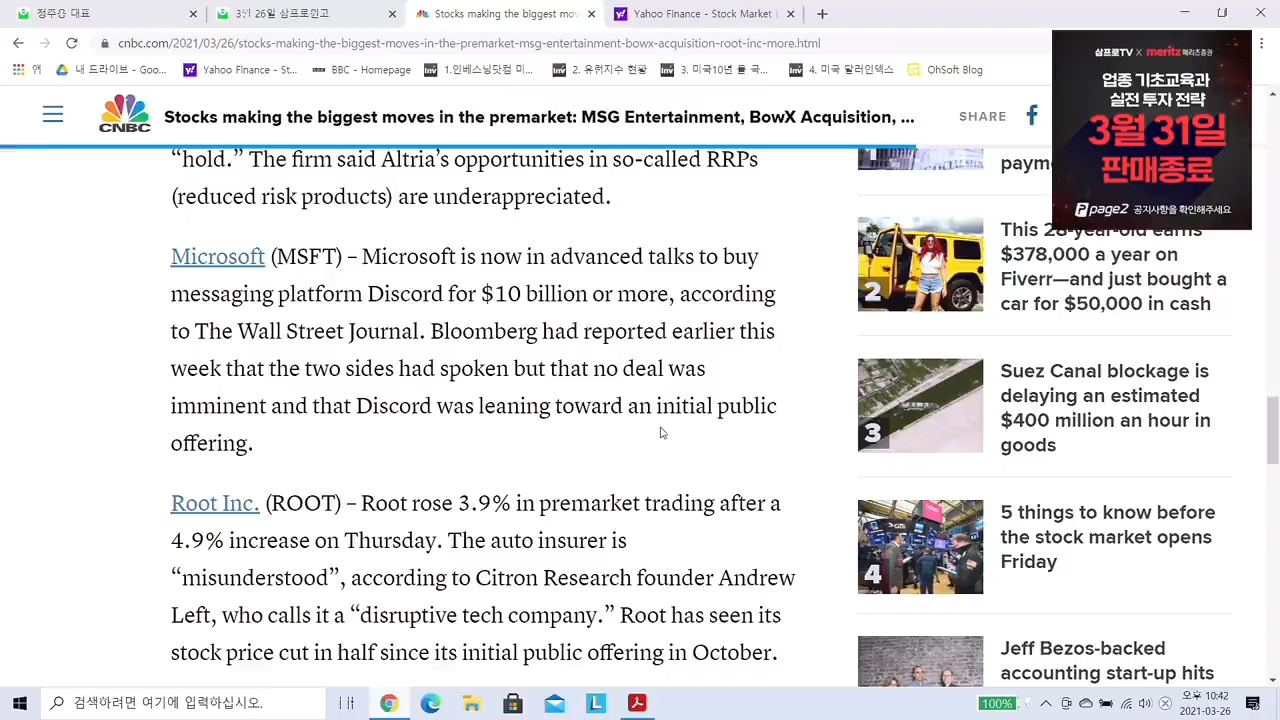 정주용
3월 26일 삼프로원고
Stocks making the biggest mov
Yahoo Finance - Stock Market L
cnbc.com/2021/03/26/stocks-making-the-biggest-moves-in-the-premarket-msg-entertainment-bowx-acquisition-root-inc-more.html
앱
내 드라이브 - Goo...
Yahoo Finance - St...
BBC - Homepage
1.인베스팅닷컴 미...
2. 유럽지수 현황
3. 미국10년 물 국...
4. 미국 달러인덱스
OhSoft Blog
CNBC
Stocks making the biggest moves in the premarket: MSG Entertainment, BowX Acquisition, ...
SHARE
삼프로TV X meritz 메리츠증권
업종 기초교육과
실전 투자 전략
3월 31일
판매종료
page2 공지사항을 확인해주세요
“hold.” The firm said Altria’s opportunities in so-called RRPs
(reduced risk products) are underappreciated.
Microsoft (MSFT) – Microsoft is now in advanced talks to buy
messaging platform Discord for $10 billion or more, according
to The Wall Street Journal. Bloomberg had reported earlier this
week that the two sides had spoken but that no deal was
imminent and that Discord was leaning toward an initial public
offering.
Root Inc. (ROOT) – Root rose 3.9% in premarket trading after a
4.9% increase on Thursday. The auto insurer is
“misunderstood”, according to Citron Research founder Andrew
Left, who calls it a “disruptive tech company.” Root has seen its
stock price cut in half since its initial public offering in October.
payme
2
This 28-year-old earns
$378,000 a year on
Fiverr—and just bought a
car for $50,000 in cash
3
Suez Canal blockage is
delaying an estimated
$400 million an hour in
goods
4
5 things to know before
the stock market opens
Friday
Jeff Bezos-backed
accounting start-up hits
검색하려면 여기에 입력하십시오.
100%
오후 10:42
2021-03-26